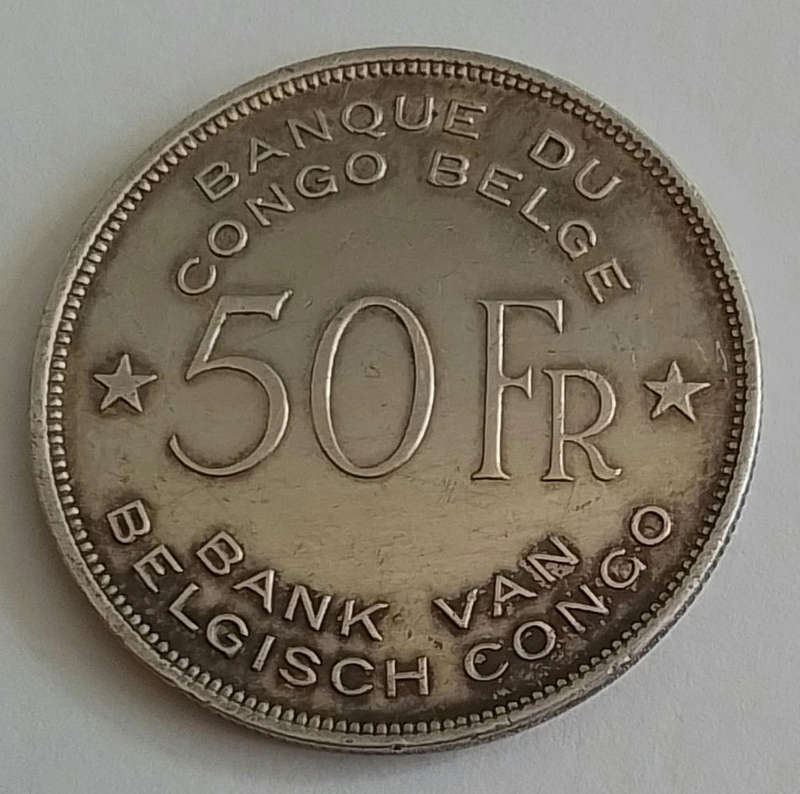 BANQUE DU
CONGO BELGE
50 FR
BANK VAN
BELGISCH CONGO